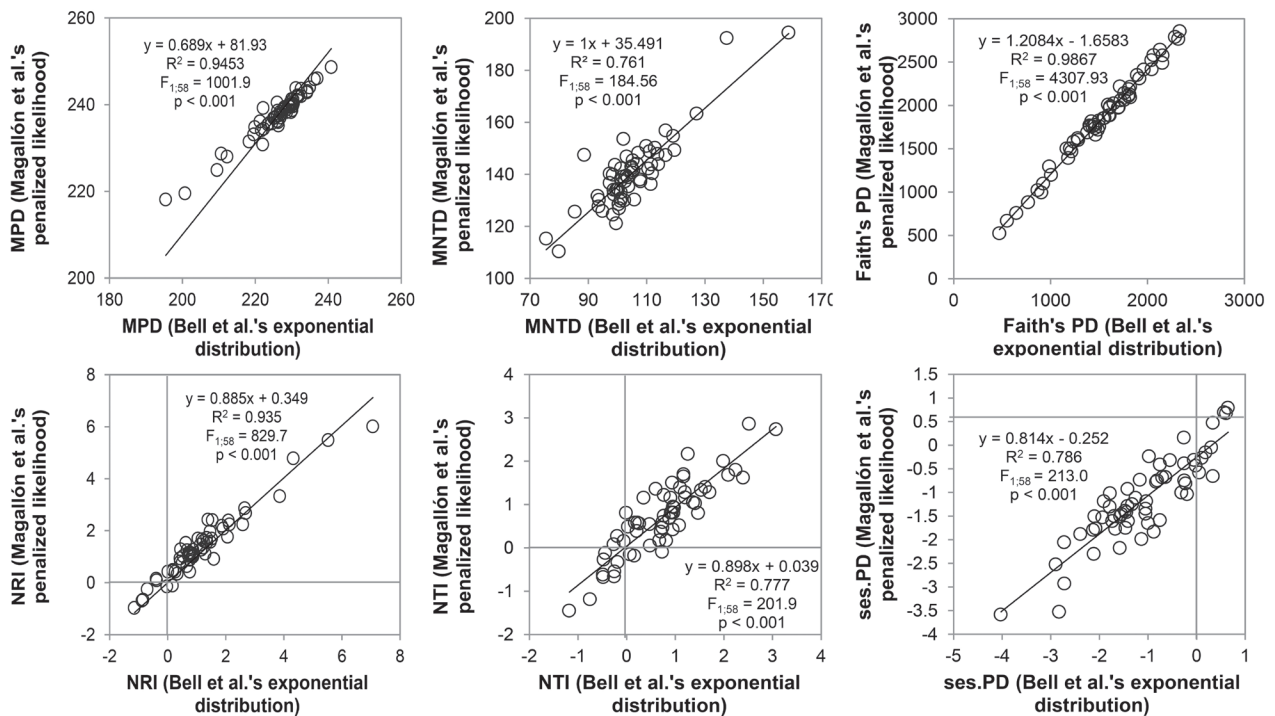 260
240
220
200
180
200
220
240
260
y = 0.689x + 81.93
R² = 0.9453
F1;58 = 1001.9
p < 0.001
MPD (Magallón et al.'s
penalized likelihood)
MPD (Bell et al.'s exponential
distribution)
200
180
160
140
120
100
70
90
110
130
150
17
y = 1x + 35.491
R² = 0.761
F1;58 = 184.56
p < 0.001
MNTD (Magallón et al.'s
penalized likelihood)
MNTD (Bell et al.'s exponential
distribution)
3000
2500
2000
1500
1000
500
0
0
1000
2000
3000
y = 1.2084x - 1.6583
R² = 0.9867
F1;58 = 4307.93
p < 0.001
Faith's PD (Magallón et al.'s
penalized likelihood)
Faith's PD (Bell et al.'s
exponential distribution)
8
6
4
2
0
-2
-2
0
2
4
6
8
y = 0.885x + 0.349
R² = 0.935
F1;58 = 829.7
p < 0.001
NRI (Magallón et al.'s
penalized likelihood)
NRI (Bell et al.'s exponential
distribution)
4
3
2
1
0
-1
-2
-2
-1
0
1
2
3
4
y = 0.898x + 0.039
R² = 0.777
F1;58 = 201.9
p < 0.001
NTI (Magallón et al.'s
penalized likelihood)
NTI (Bell et al.'s exponential
distribution)
1.5
1
0.5
0
-0.5
-1
-1.5
-2
-2.5
-3
-3.5
-4
-5
-4
-3
-2
-1
0
1
y = 0.814x - 0.252
R² = 0.786
F1;58 = 213.0
p < 0.001
ses.PD (Magallón et al.'s
penalized likelihood)
ses.PD (Bell et al.'s exponential
distribution)